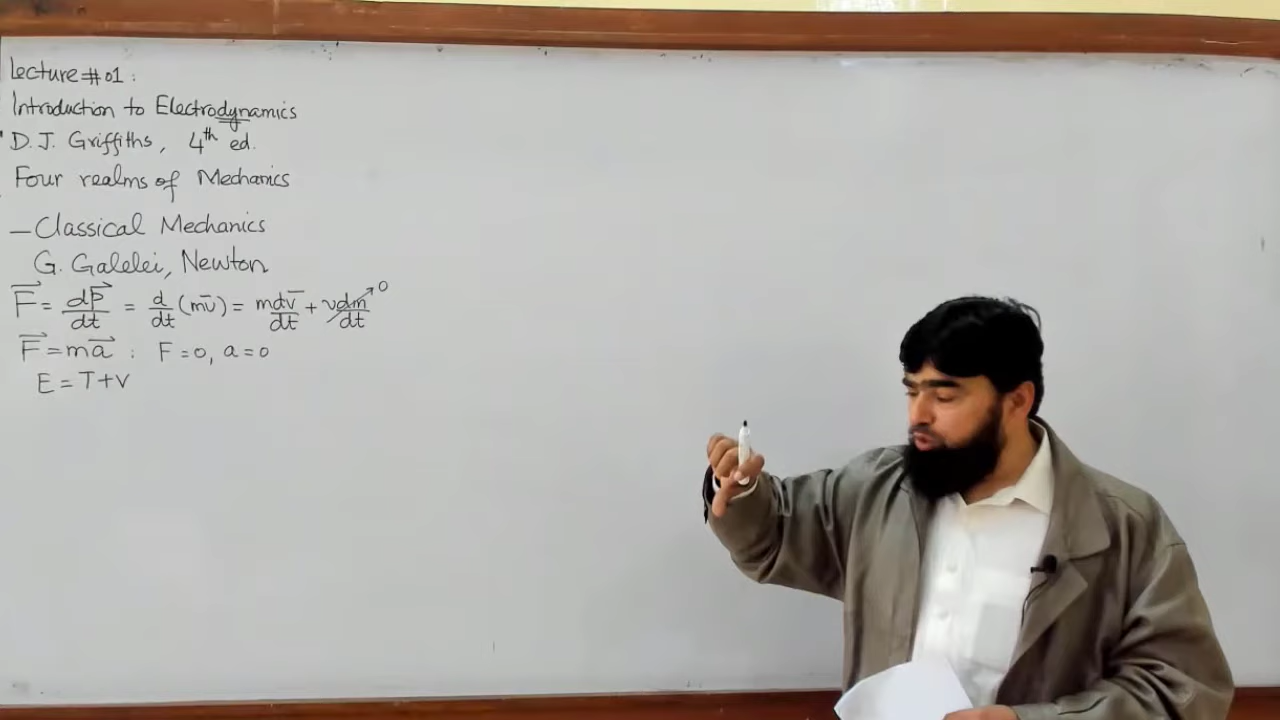 Lecture # 01 :
Introduction to Electrodynamics
D. J. Griffiths, 4th ed.
Four realms of Mechanics
– Classical Mechanics
G. Galelei, Newton
F⃗ = dP⃗/dt = d/dt (mv̄) = m dv̄/dt + v dm/dt → 0
F⃗ = ma⃗ : F = 0, a = 0
E = T + V